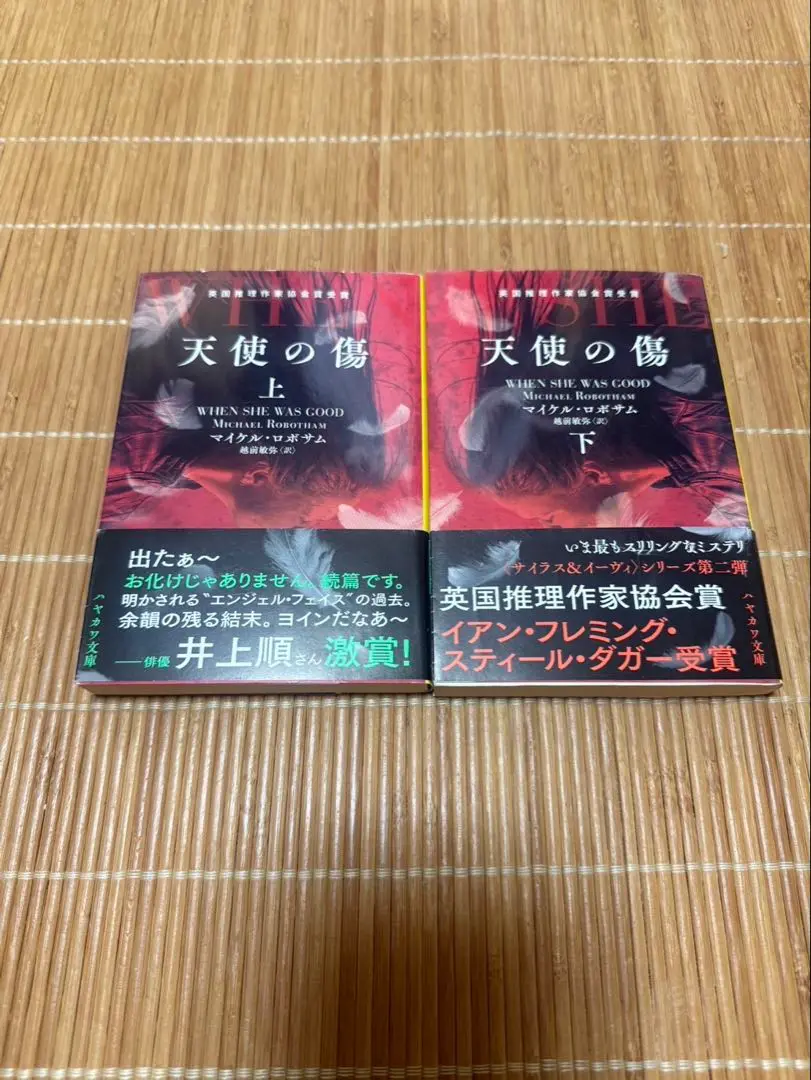 英国推理作家協会賞受賞
WHE
天使の傷
上
WHEN SHE WAS GOOD
MICHAEL ROBOTHAM
マイケル・ロボサム
越前敏弥〈訳〉
出たぁ～
お化けじゃありません。続篇です。
明かされる“エンジェル・フェイス”の過去。
余韻の残る結末。ヨインだなあ～
——俳優 井上順さん 激賞!
ハヤカワ文庫
英国推理作家協会賞受賞
SHE
天使の傷
WHEN SHE WAS GOOD
MICHAEL ROBOTHAM
マイケル・ロボサム
越前敏弥〈訳〉
下
いま最もスリリングなミステリ
〈サイラス&イーヴィ〉シリーズ第二弾
英国推理作家協会賞
イアン・フレミング・
スティール・ダガー受賞
ハヤカワ文庫